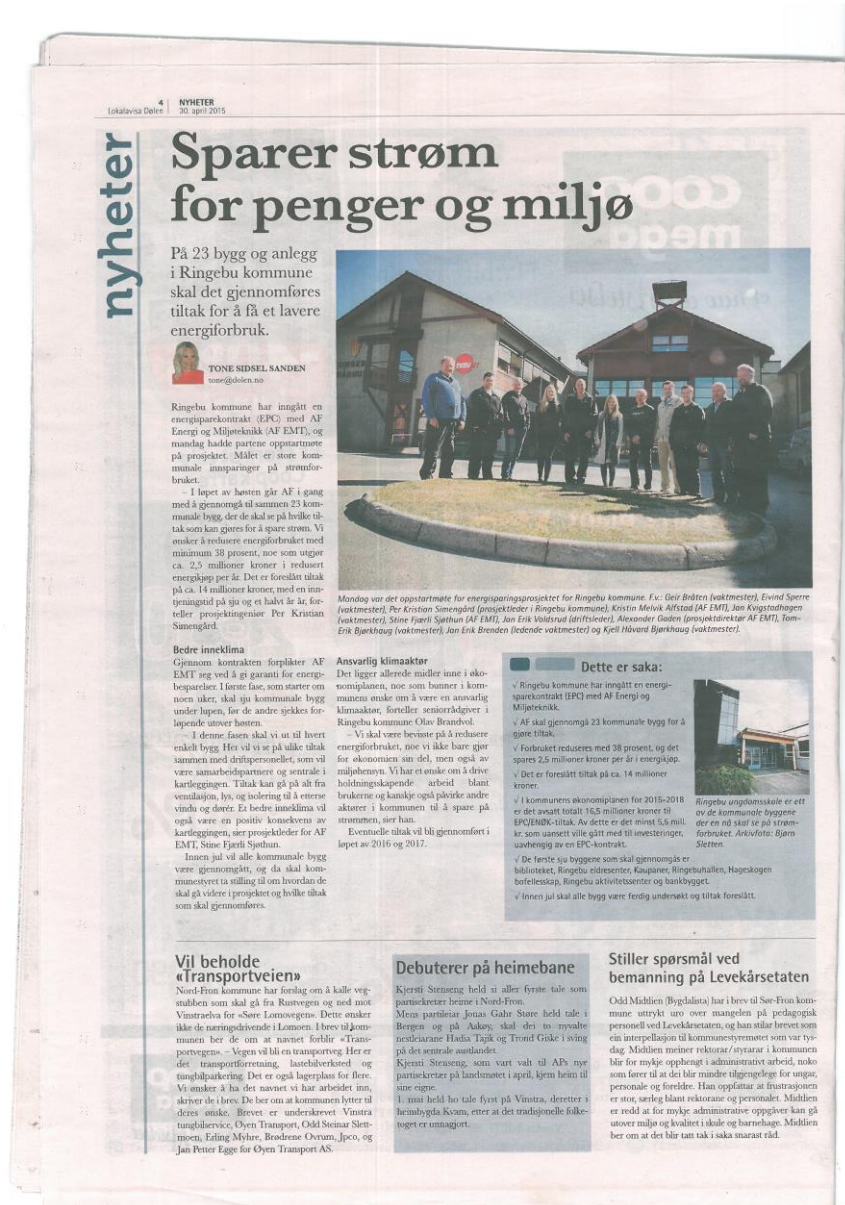 4 NYHETER
Lokalavisa Dølen 30. april 2015
nyheter
Sparer strøm
for penger og miljø
På 23 bygg og anlegg
i Ringebu kommune
skal det gjennomføres
tiltak for å få et lavere
energiforbruk.
TONE SIDSEL SANDEN
tone@dolen.no
Ringebu kommune har inngått en
energisparekontrakt (EPC) med AF
Energi og Miljøteknikk (AF EMT), og
mandag hadde partene oppstartmøte
på prosjektet. Målet er store kom-
munale innsparinger på strømfor-
bruket.
– I løpet av høsten går AF i gang
med å gjennomgå til sammen 23 kom-
munale bygg, der de skal se på hvilke til-
tak som kan gjøres for å spare strøm. Vi
ønsker å redusere energiforbruket med
minimum 38 prosent, noe som utgjør
ca. 2,5 millioner kroner i redusert
energikjøp per år. Det er foreslått tiltak
på ca. 14 millioner kroner, med en inn-
tjeningstid på sju og et halvt år år, for-
teller prosjektingeniør Per Kristian
Simengård.
Bedre inneklima
Gjennom kontrakten forplikter AF
EMT seg ved å gi garanti for energi-
besparelser. I første fase, som starter om
noen uker, skal sju kommunale bygg
under lupen, før de andre sjekkes for-
løpende utover høsten.
– I denne fasen skal vi ut til hvert
enkelt bygg. Her vil vi se på ulike tiltak
sammen med driftspersonellet, som vil
være samarbeidspartnere og sentrale i
kartleggingen. Tiltak kan gå på alt fra
ventilasjon, lys, og isolering til å etterse
vindu og dører. Et bedre inneklima vil
også være en positiv konsekvens av
kartleggingen, sier prosjektleder for AF
EMT, Stine Fjærli Sjøthun.
Innen jul vil alle kommunale bygg
være gjennomgått, og da skal kom-
munestyret ta stilling til om hvordan de
skal gå videre i prosjektet og hvilke tiltak
som skal gjennomføres.
nav
Mandag var det oppstartmøte for energisparingsprosjektet for Ringebu kommune. F.v.: Geir Bråten (vaktmester), Eivind Sperre
(vaktmester), Per Kristian Simengård (prosjektleder i Ringebu kommune), Kristin Melvik Alfstad (AF EMT), Jan Kvigstadhagen
(vaktmester), Stine Fjærli Sjøthun (AF EMT), Jan Erik Voldsrud (driftsleder), Alexander Gaden (prosjektdirektør AF EMT), Tom-
Erik Bjørkhaug (vaktmester), Jan Erik Brenden (ledende vaktmester) og Kjell Håvard Bjørkhaug (vaktmester).
Ansvarlig klimaaktør
Det ligger allerede midler inne i øko-
nomiplanen, noe som bunner i kom-
munens ønske om å være en ansvarlig
klimaaktør, forteller seniorrådgiver i
Ringebu kommune Olav Brandvol.
– Vi skal være bevisste på å redusere
energiforbruket, noe vi ikke bare gjør
for økonomien sin del, men også av
miljøhensyn. Vi har et ønske om å drive
holdningsskapende arbeid blant
brukerne og kanskje også påvirke andre
aktører i kommunen til å spare på
strømmen, sier han.
Eventuelle tiltak vil bli gjennomført i
løpet av 2016 og 2017.
Dette er saka:
√ Ringebu kommune har inngått en energi-
sparekontrakt (EPC) med AF Energi og
Miljøteknikk.
√ AF skal gjennomgå 23 kommunale bygg for å
gjøre tiltak.
√ Forbruket reduseres med 38 prosent, og det
spares 2,5 millioner kroner per år i energikjøp.
√ Det er foreslått tiltak på ca. 14 millioner
kroner.
√ I kommunens økonomiplan for 2015-2018
er det avsatt totalt 16,5 millioner kroner til
EPC/ENØK-tiltak. Av dette er det minst 5,6 mill.
kr. som uansett ville gått med til investeringer,
uavhengig av en EPC-kontrakt.
√ De første sju byggene som skal gjennomgås er
biblioteket, Ringebu eldresenter, Kaupaner, Ringebuhallen, Hageskogen
bofellesskap, Ringebu aktivitetssenter og bankbygget.
√ Innen jul skal alle bygg være ferdig undersøkt og tiltak foreslått.
Ringebu ungdomsskole er ett
av de kommunale byggene
der en nå skal se på strøm-
forbruket. Arkivfoto: Bjørn
Sletten.
Vil beholde
«Transportveien»
Nord-Fron kommune har forslag om å kalle veg-
stubben som skal gå fra Rustvegen og ned mot
Vinstraelva for «Søre Lomovegen». Dette ønsker
ikke de næringsdrivende i Lomoen. I brev til kom-
munen ber de om at navnet forblir «Trans-
portvegen». – Vegen vil bli en transportveg. Her er
det transportforretning, lastebilverksted og
tungbilparkering. Det er også lagerplass for flere.
Vi ønsker å ha det navnet vi har arbeidet inn,
skriver de i brev. De ber om at kommunen lytter til
deres ønske. Brevet er underskrevet Vinstra
tungbilservice, Øyen Transport, Odd Steinar Slett-
moen, Erling Myhre, Brødrene Ovrum, Jpco, og
Jan Petter Egge for Øyen Transport AS.
Debuterer på heimebane
Kjersti Stenseng held si aller fyrste tale som
partisekretær heime i Nord-Fron.
Mens partileiar Jonas Gahr Støre held tale i
Bergen og på Askøy, skal dei to nyvalte
nestleiarane Hadia Tajik og Trond Giske i sving
på det sentrale austlandet.
Kjersti Stenseng, som vart valt til APs nye
partisekretær på landsmøtet i april, kjem heim til
sine eigne.
1. mai held ho tale fyrst på Vinstra, deretter i
heimbygda Kvam, etter at det tradisjonelle folke-
toget er unnagjort.
Stiller spørsmål ved
bemanning på Levekårsetaten
Odd Midtlien (Bygdalista) har i brev til Sør-Fron kom-
mune uttrykt uro over mangelen på pedagogisk
personell ved Levekårsetaten, og han stilar brevet som
ein interpellasjon til kommunestyremøtet som var tys-
dag. Midtlien meiner rektorar/styrarar i kommunen
blir for mykje opphengt i administrativt arbeid, noko
som fører til at dei blir mindre tilgjengelege for ungar,
personale og foreldre. Han oppfattar at frustrasjonen
er stor, særleg blant rektorane og personalet. Midtlien
er redd at for mykje administrative oppgåver kan gå
utover miljø og kvalitet i skule og barnehage. Midtlien
ber om at det blir tatt tak i saka snarast råd.